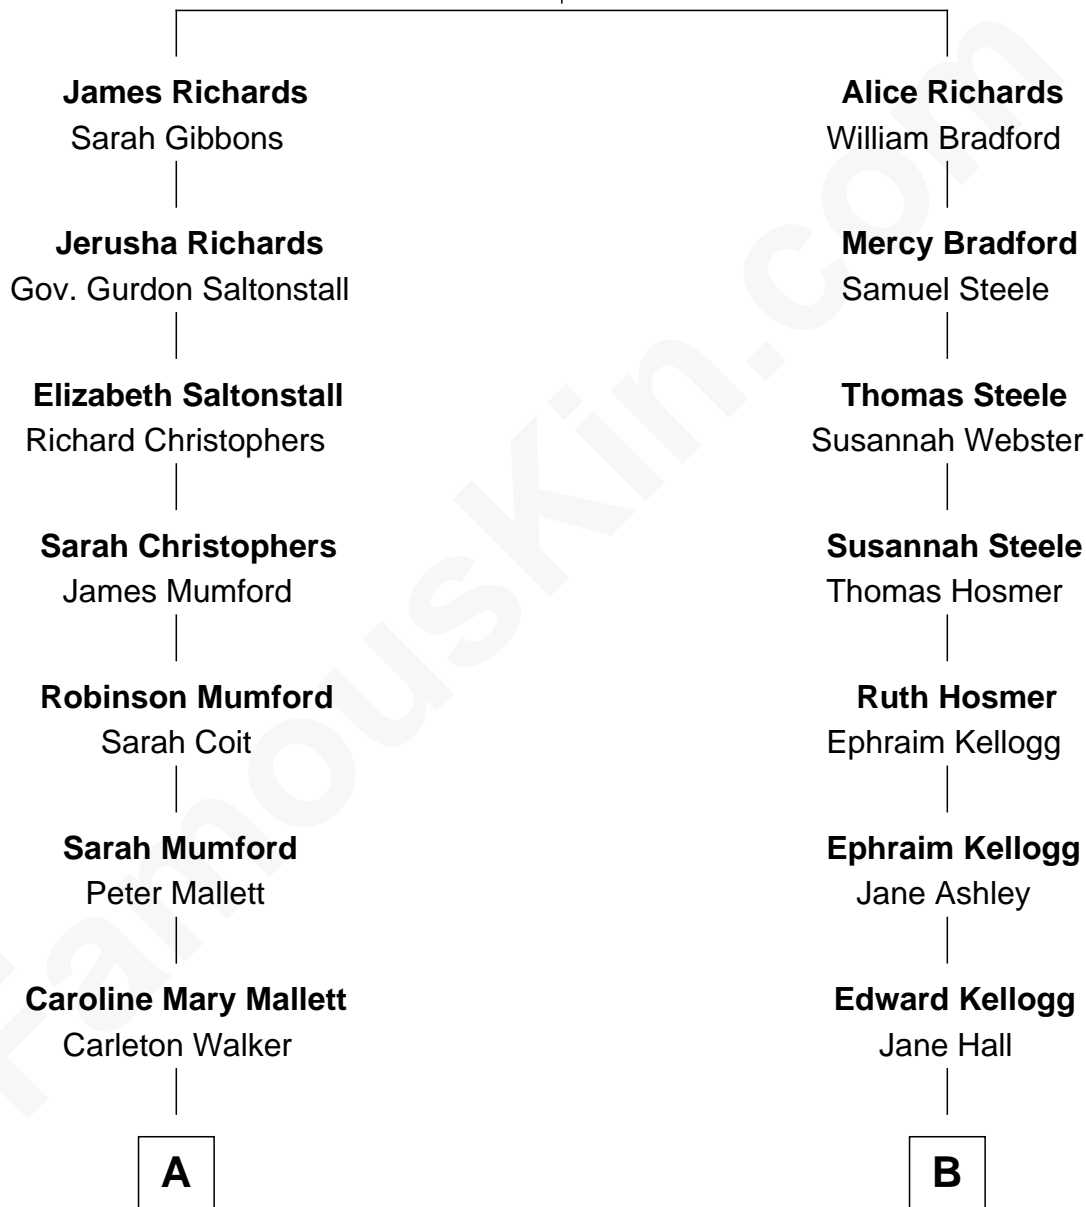 James Richards
Sarah Gibbons
Alice Richards
William Bradford
Jerusha Richards
Gov. Gurdon Saltonstall
Mercy Bradford
Samuel Steele
Elizabeth Saltonstall
Richard Christophers
Thomas Steele
Susannah Webster
Sarah Christophers
James Mumford
Susannah Steele
Thomas Hosmer
Robinson Mumford
Sarah Coit
Ruth Hosmer
Ephraim Kellogg
Sarah Mumford
Peter Mallett
Ephraim Kellogg
Jane Ashley
Caroline Mary Mallett
Carleton Walker
Edward Kellogg
Jane Hall
A
B
FamousKin.com